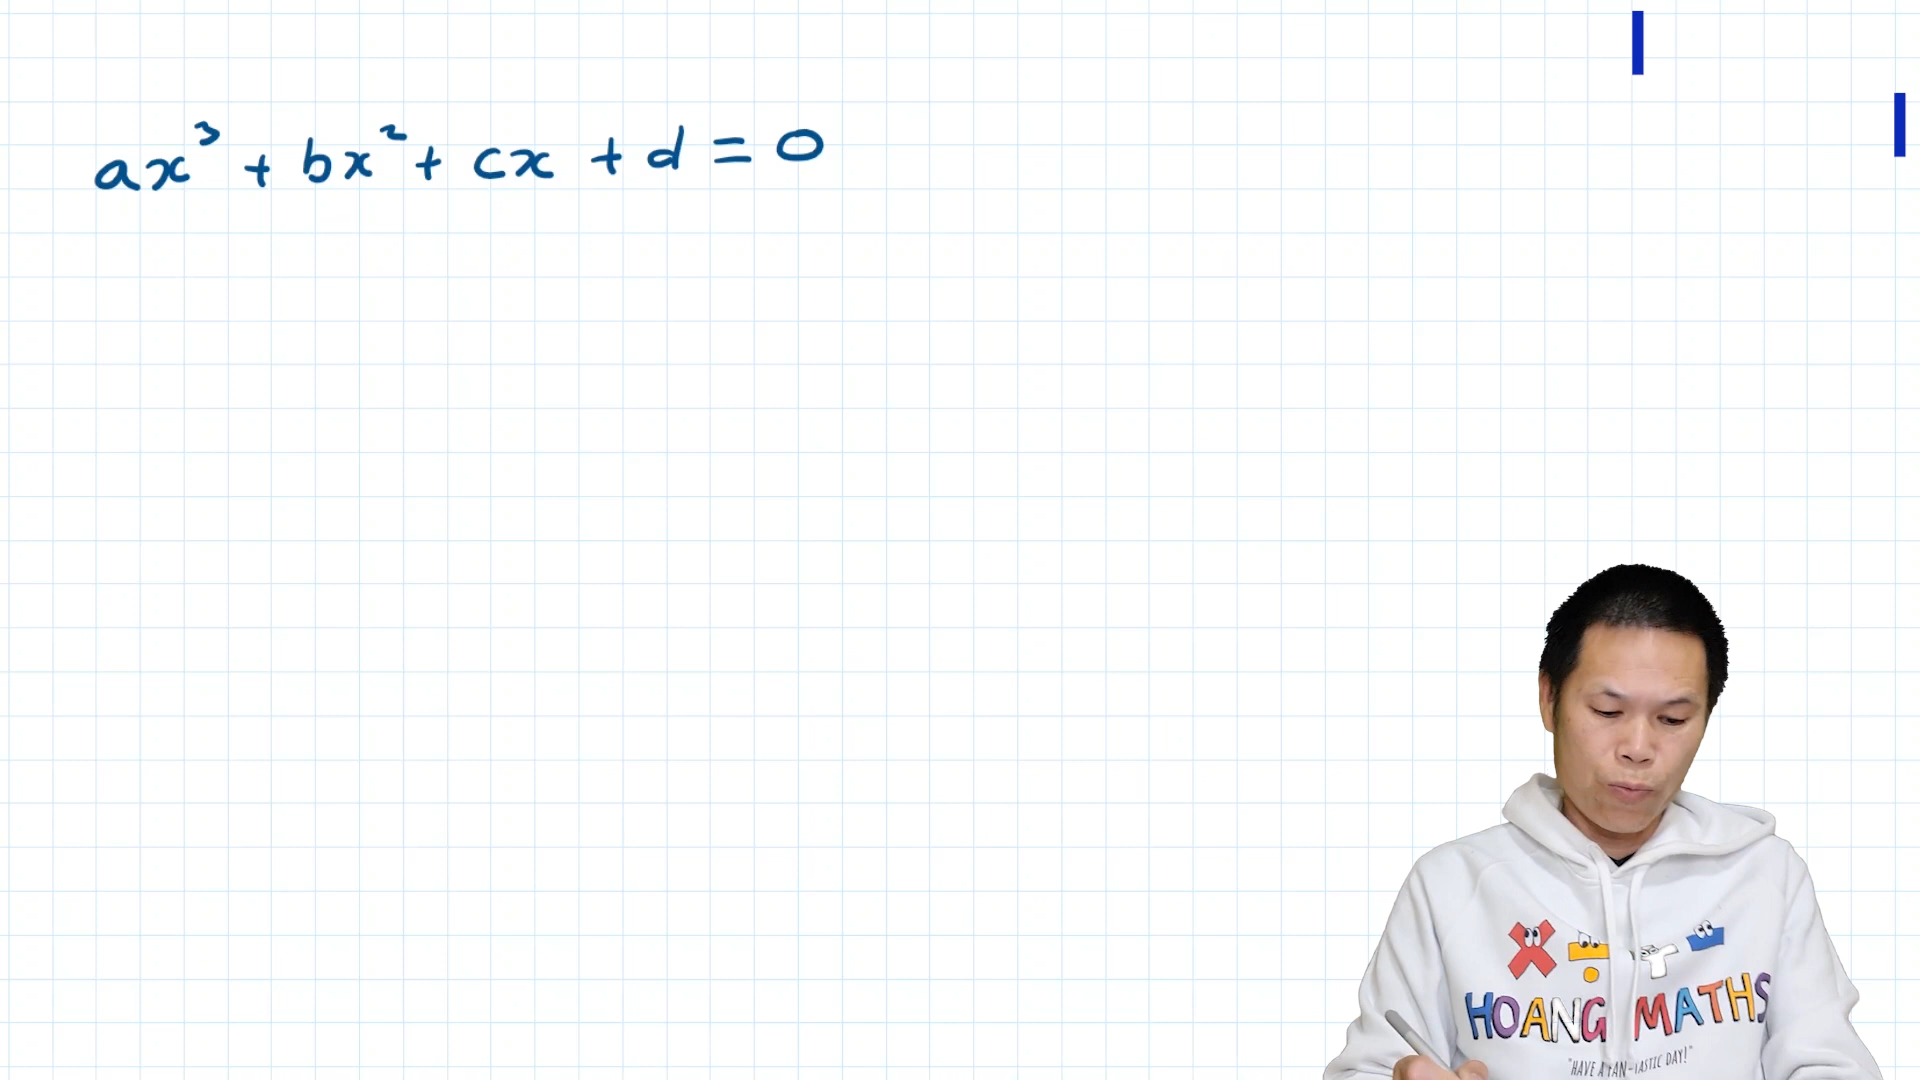 ax³ + bx² + cx + d = 0
HOANG MATHS
"HAVE A FAN-TASTIC DAY!"